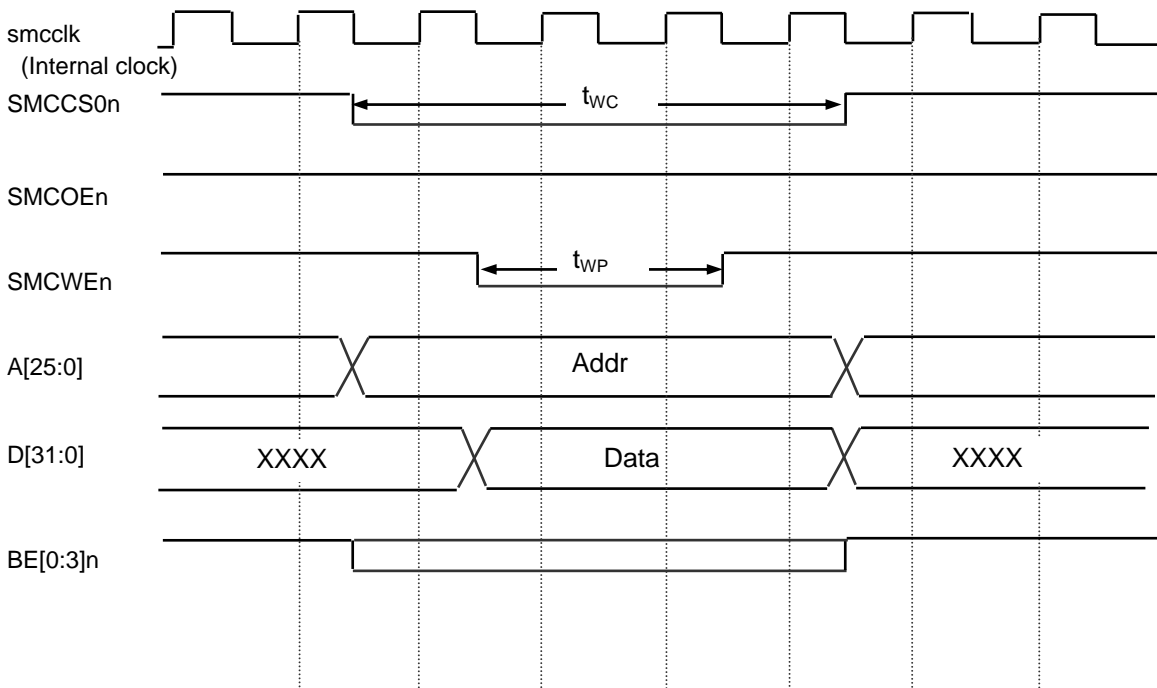 smcclk
(Internal clock)
SMCCS0n
tWC
SMCOEn
SMCWEn
tWP
A[25:0]
Addr
D[31:0]
XXXX
Data
XXXX
BE[0:3]n